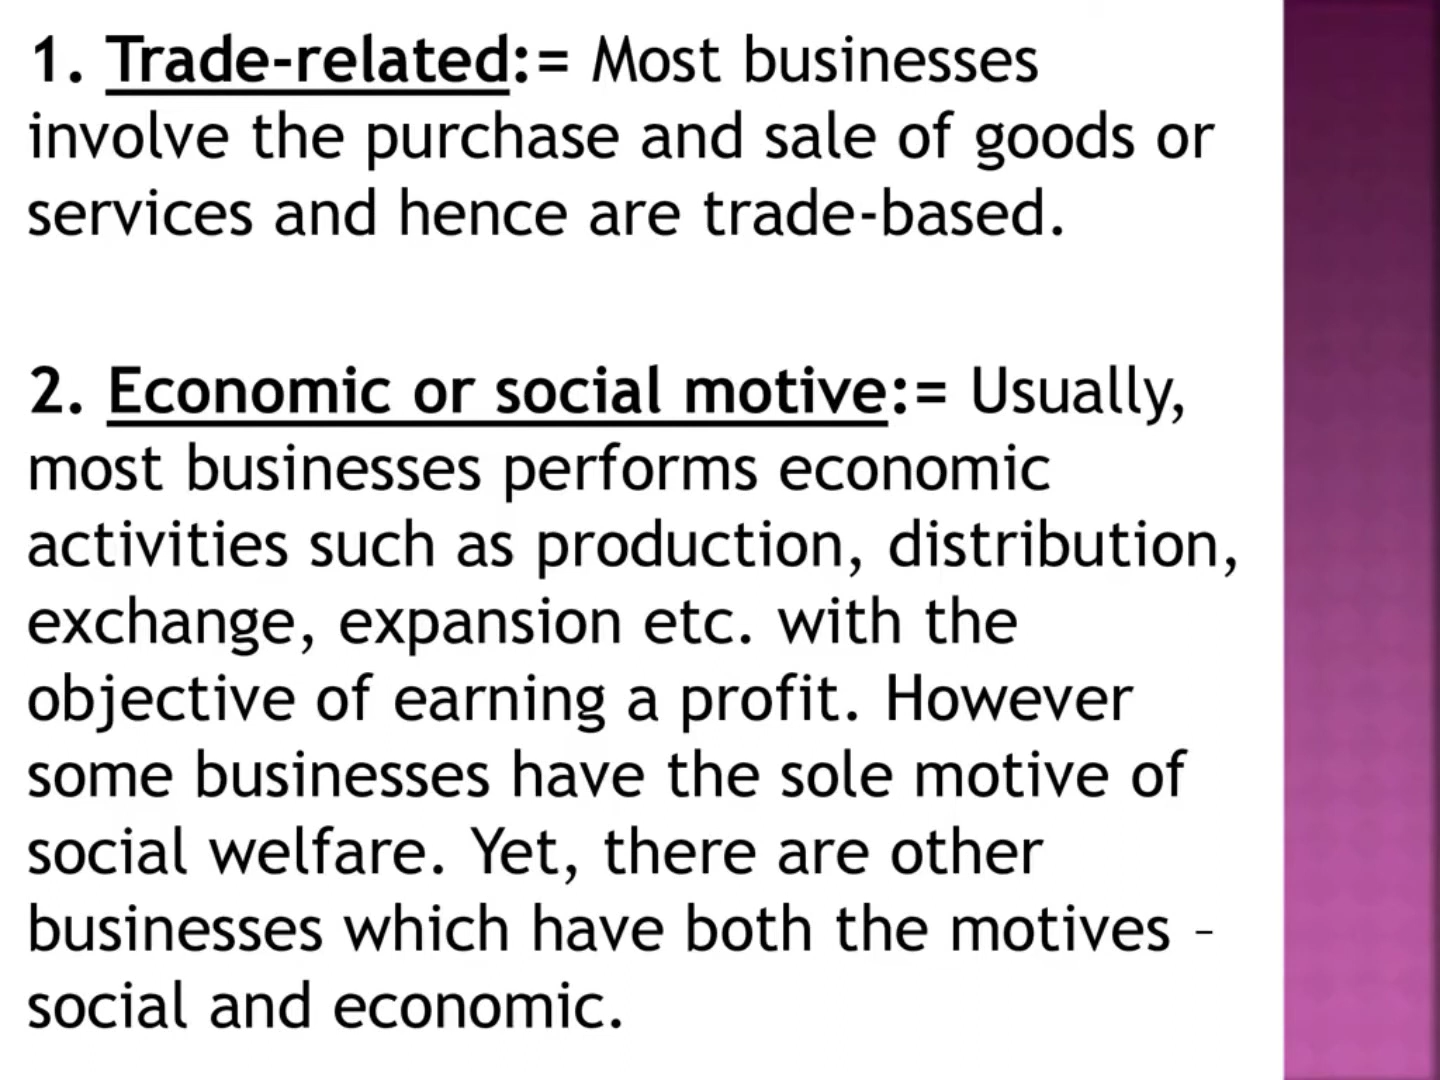 1. Trade-related:= Most businesses
involve the purchase and sale of goods or
services and hence are trade-based.
2. Economic or social motive:= Usually,
most businesses performs economic
activities such as production, distribution,
exchange, expansion etc. with the
objective of earning a profit. However
some businesses have the sole motive of
social welfare. Yet, there are other
businesses which have both the motives –
social and economic.